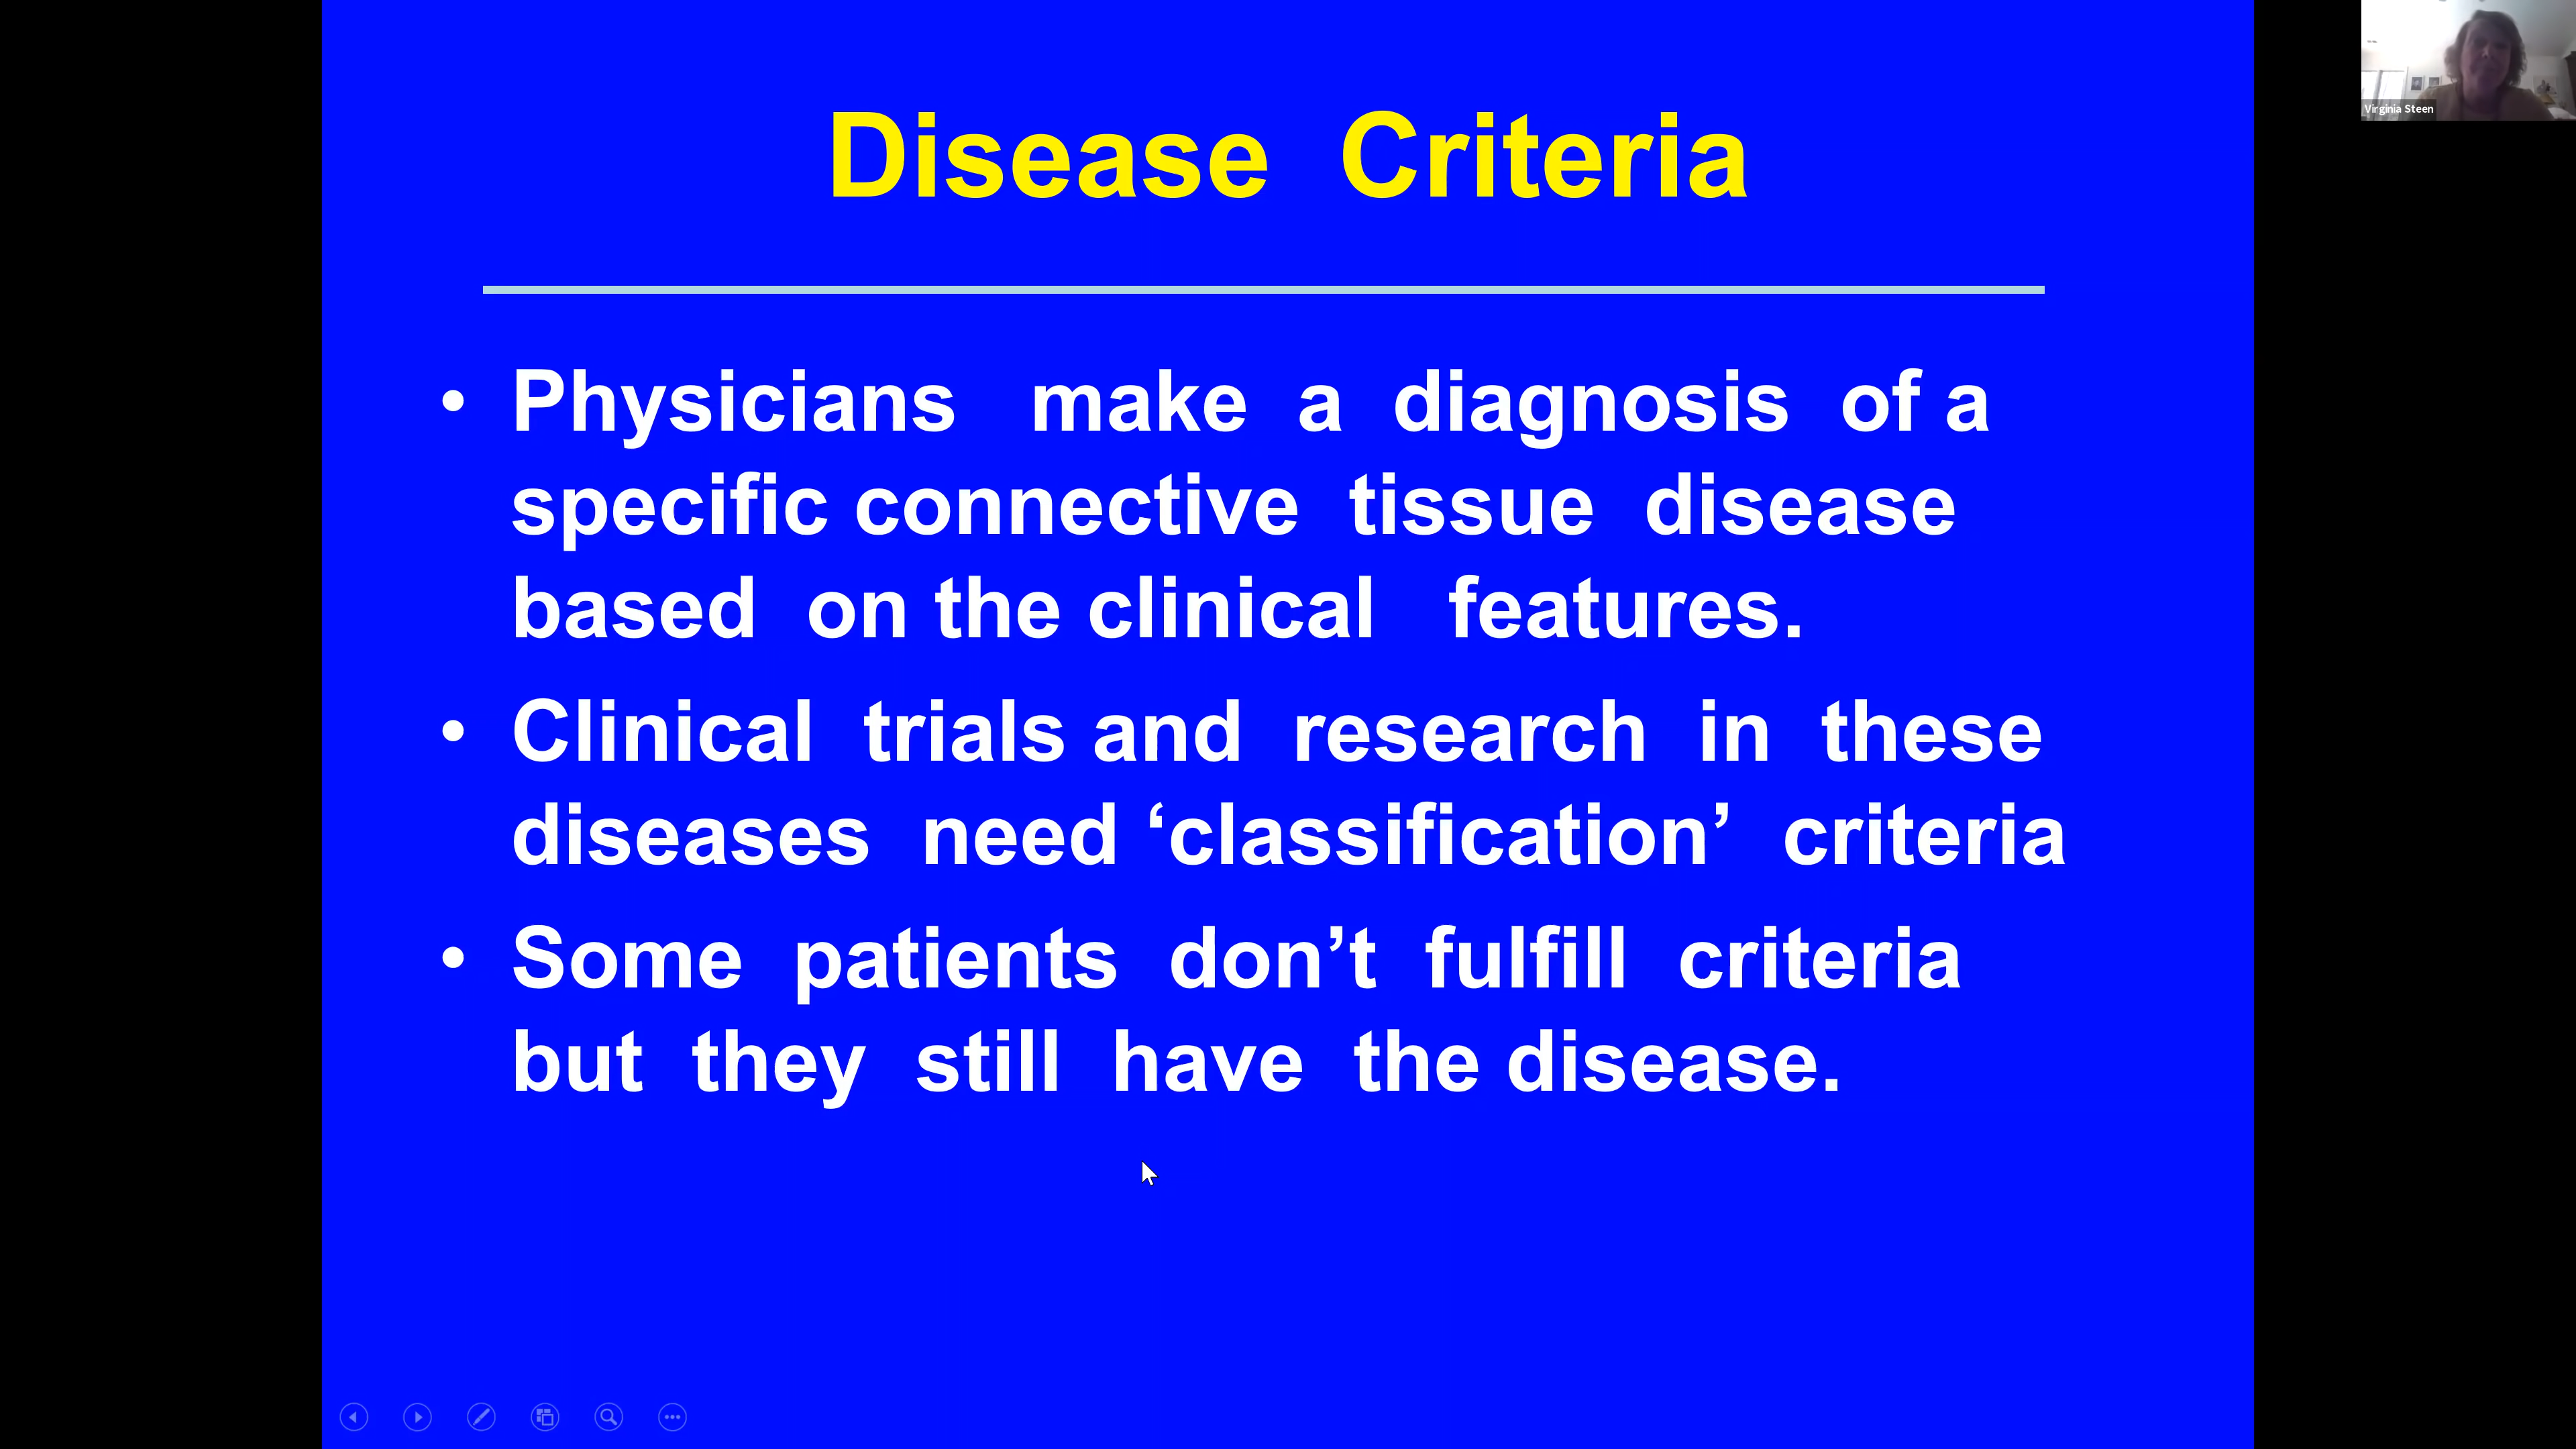 Disease Criteria
• Physicians make a diagnosis of a
specific connective tissue disease
based on the clinical features.
• Clinical trials and research in these
diseases need ‘classification’ criteria
• Some patients don’t fulfill criteria
but they still have the disease.
Virginia Steen